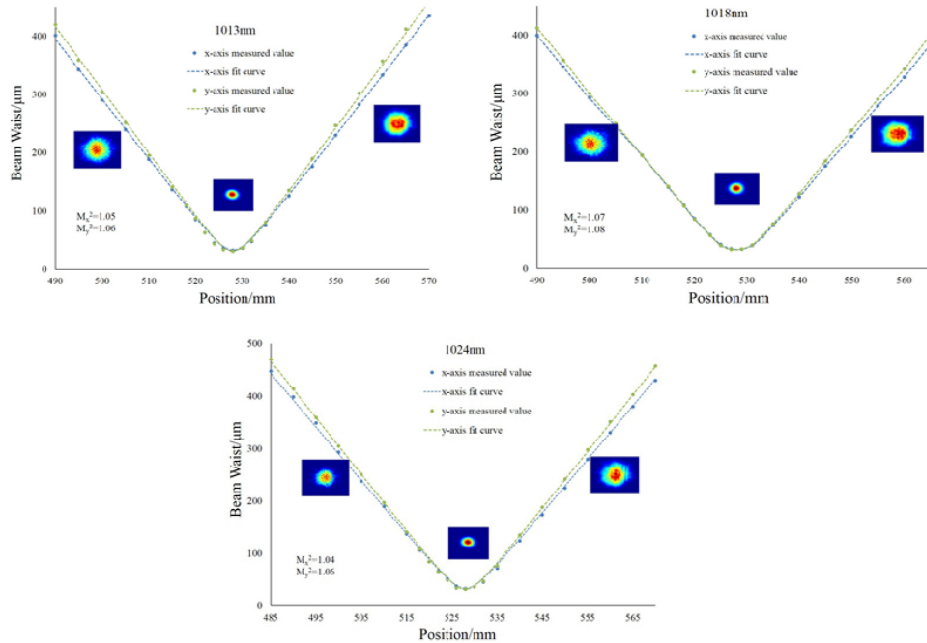 1013nm
x-axis measured value
x-axis fit curve
y-axis measured value
y-axis fit curve
Beam Waist/μm
400
300
200
100
0
Mx²=1.05
My²=1.06
490 500 510 520 530 540 550 560 570
Position/mm
1018nm
x-axis measured value
x-axis fit curve
y-axis measured value
y-axis fit curve
Beam Waist/μm
400
300
200
100
0
Mx²=1.07
My²=1.08
490 500 510 520 530 540 550 560
Position/mm
1024nm
x-axis measured value
x-axis fit curve
y-axis measured value
y-axis fit curve
Beam Waist/μm
500
400
300
200
100
0
Mx²=1.04
485 495 505 515 525 535 545 555 565
Position/mm